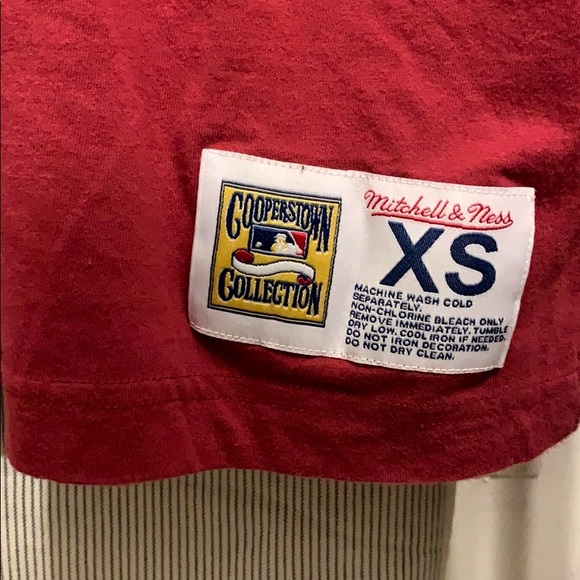 COOPERSTOWN
COLLECTION
Mitchell & Ness
XS
MACHINE WASH COLD
SEPARATELY.
NON-CHLORINE BLEACH ONLY
REMOVE IMMEDIATELY. TUMBLE
DRY LOW. COOL IRON IF NEEDED.
DO NOT IRON DECORATION.
DO NOT DRY CLEAN.